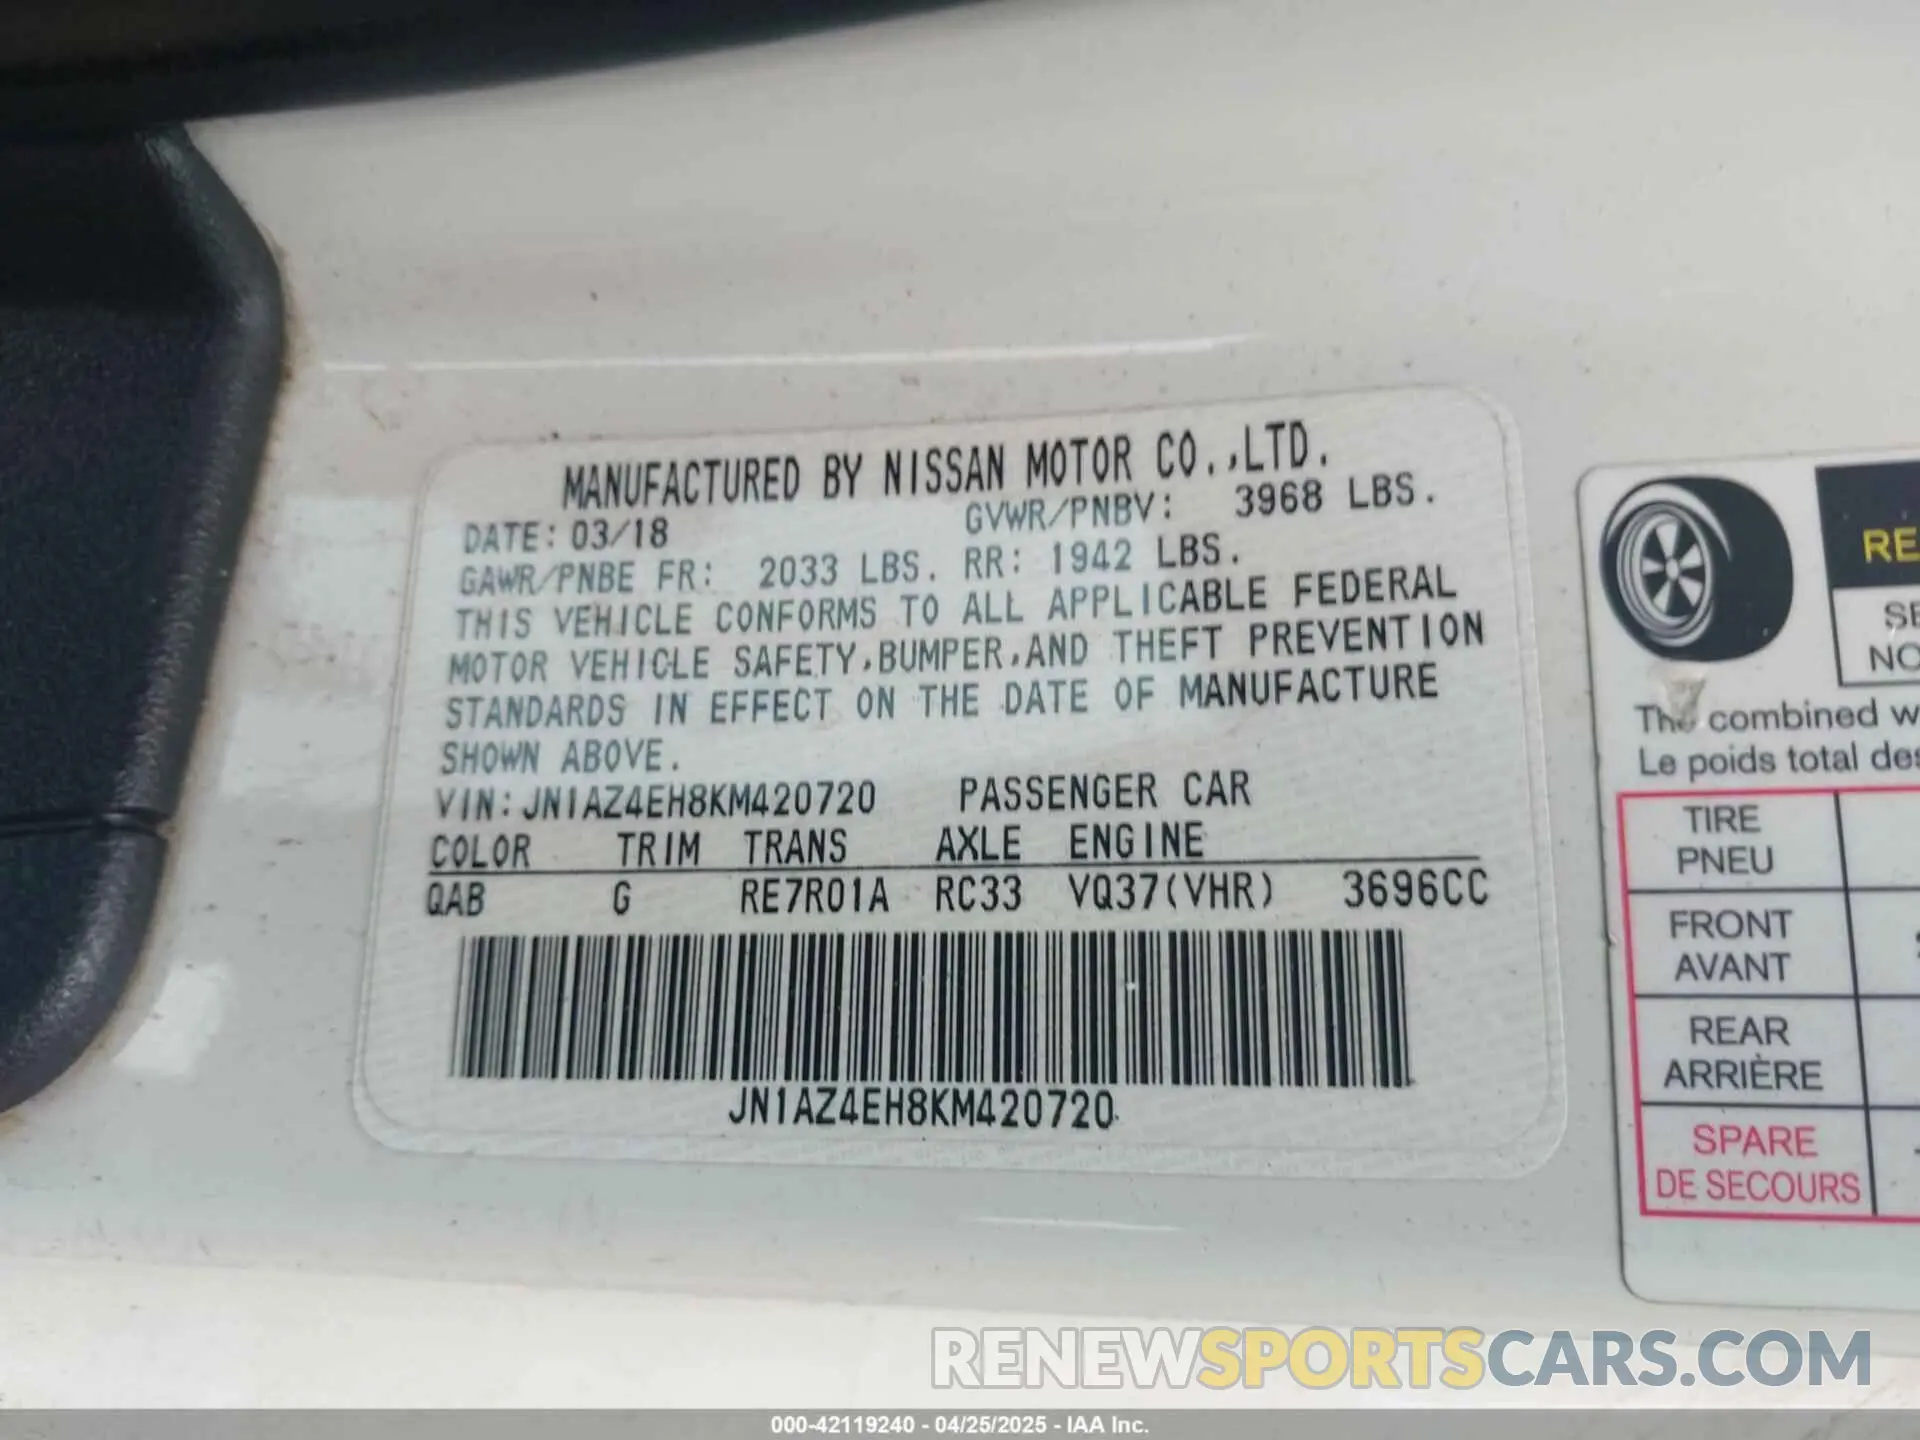 MANUFACTURED BY NISSAN MOTOR CO.,LTD.
DATE: 03/18 GVWR/PNBV: 3968 LBS.
GAWR/PNBE FR: 2033 LBS. RR: 1942 LBS.
THIS VEHICLE CONFORMS TO ALL APPLICABLE FEDERAL
MOTOR VEHICLE SAFETY,BUMPER,AND THEFT PREVENTION
STANDARDS IN EFFECT ON THE DATE OF MANUFACTURE
SHOWN ABOVE.
VIN: JN1AZ4EH8KM420720 PASSENGER CAR
COLOR TRIM TRANS AXLE ENGINE
QAB G RE7R01A RC33 VQ37(VHR) 3696CC
JN1AZ4EH8KM420720
RE
SE
NO
The combined w
Le poids total des
TIRE
PNEU
FRONT
AVANT
REAR
ARRIÈRE
SPARE
DE SECOURS
RENEWSPORTSCARS.COM
000-42119240 - 04/25/2025 - IAA Inc.